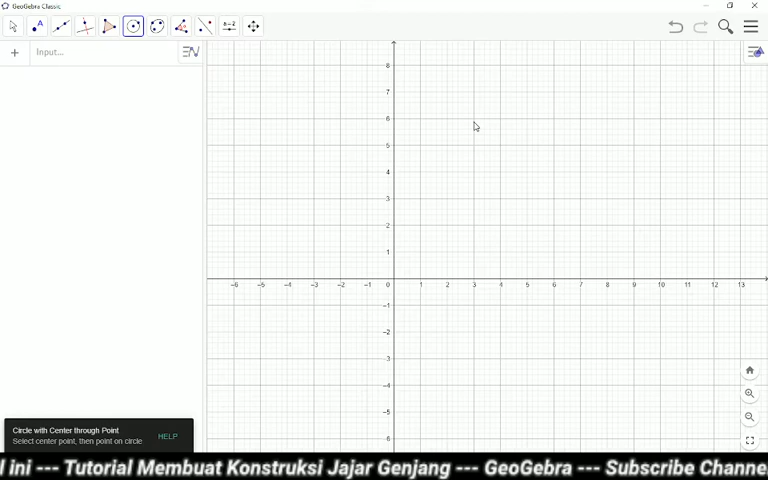 GeoGebra Classic
A
a=2
Input...
8
7
6
5
4
3
2
1
-6 -5 -4 -3 -2 -1 0 1 2 3 4 5 6 7 8 9 10 11 12 13
-1
-2
-3
-4
-5
-6
Circle with Center through Point
Select center point, then point on circle
HELP
l ini --- Tutorial Membuat Konstruksi Jajar Genjang --- GeoGebra --- Subscribe Channe